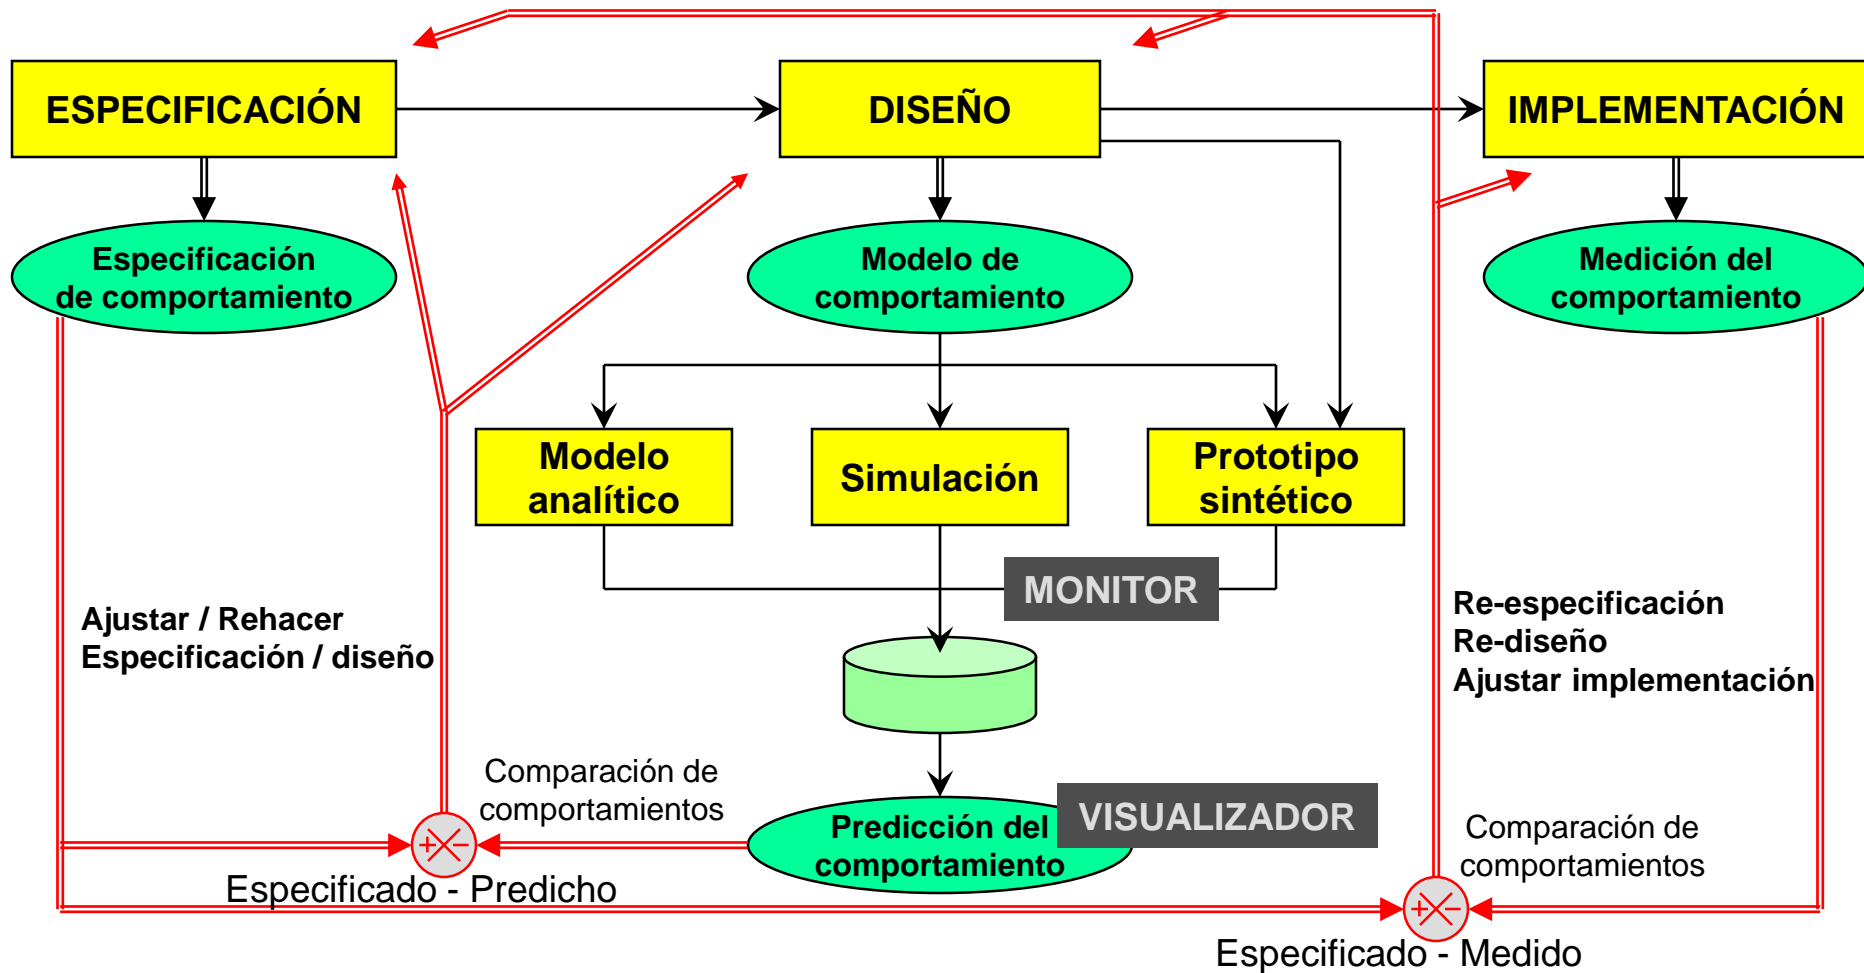 ESPECIFICACIÓN
DISEÑO
IMPLEMENTACIÓN
Especificación
de comportamiento
Modelo de
comportamiento
Medición del
comportamiento
Modelo
analítico
Simulación
Prototipo
sintético
MONITOR
Ajustar / Rehacer
Especificación / diseño
Re-especificación
Re-diseño
Ajustar implementación
Comparación de
comportamientos
VISUALIZADOR
Predicción del
comportamiento
Comparación de
comportamientos
+ -
Especificado - Predicho
+ -
Especificado - Medido